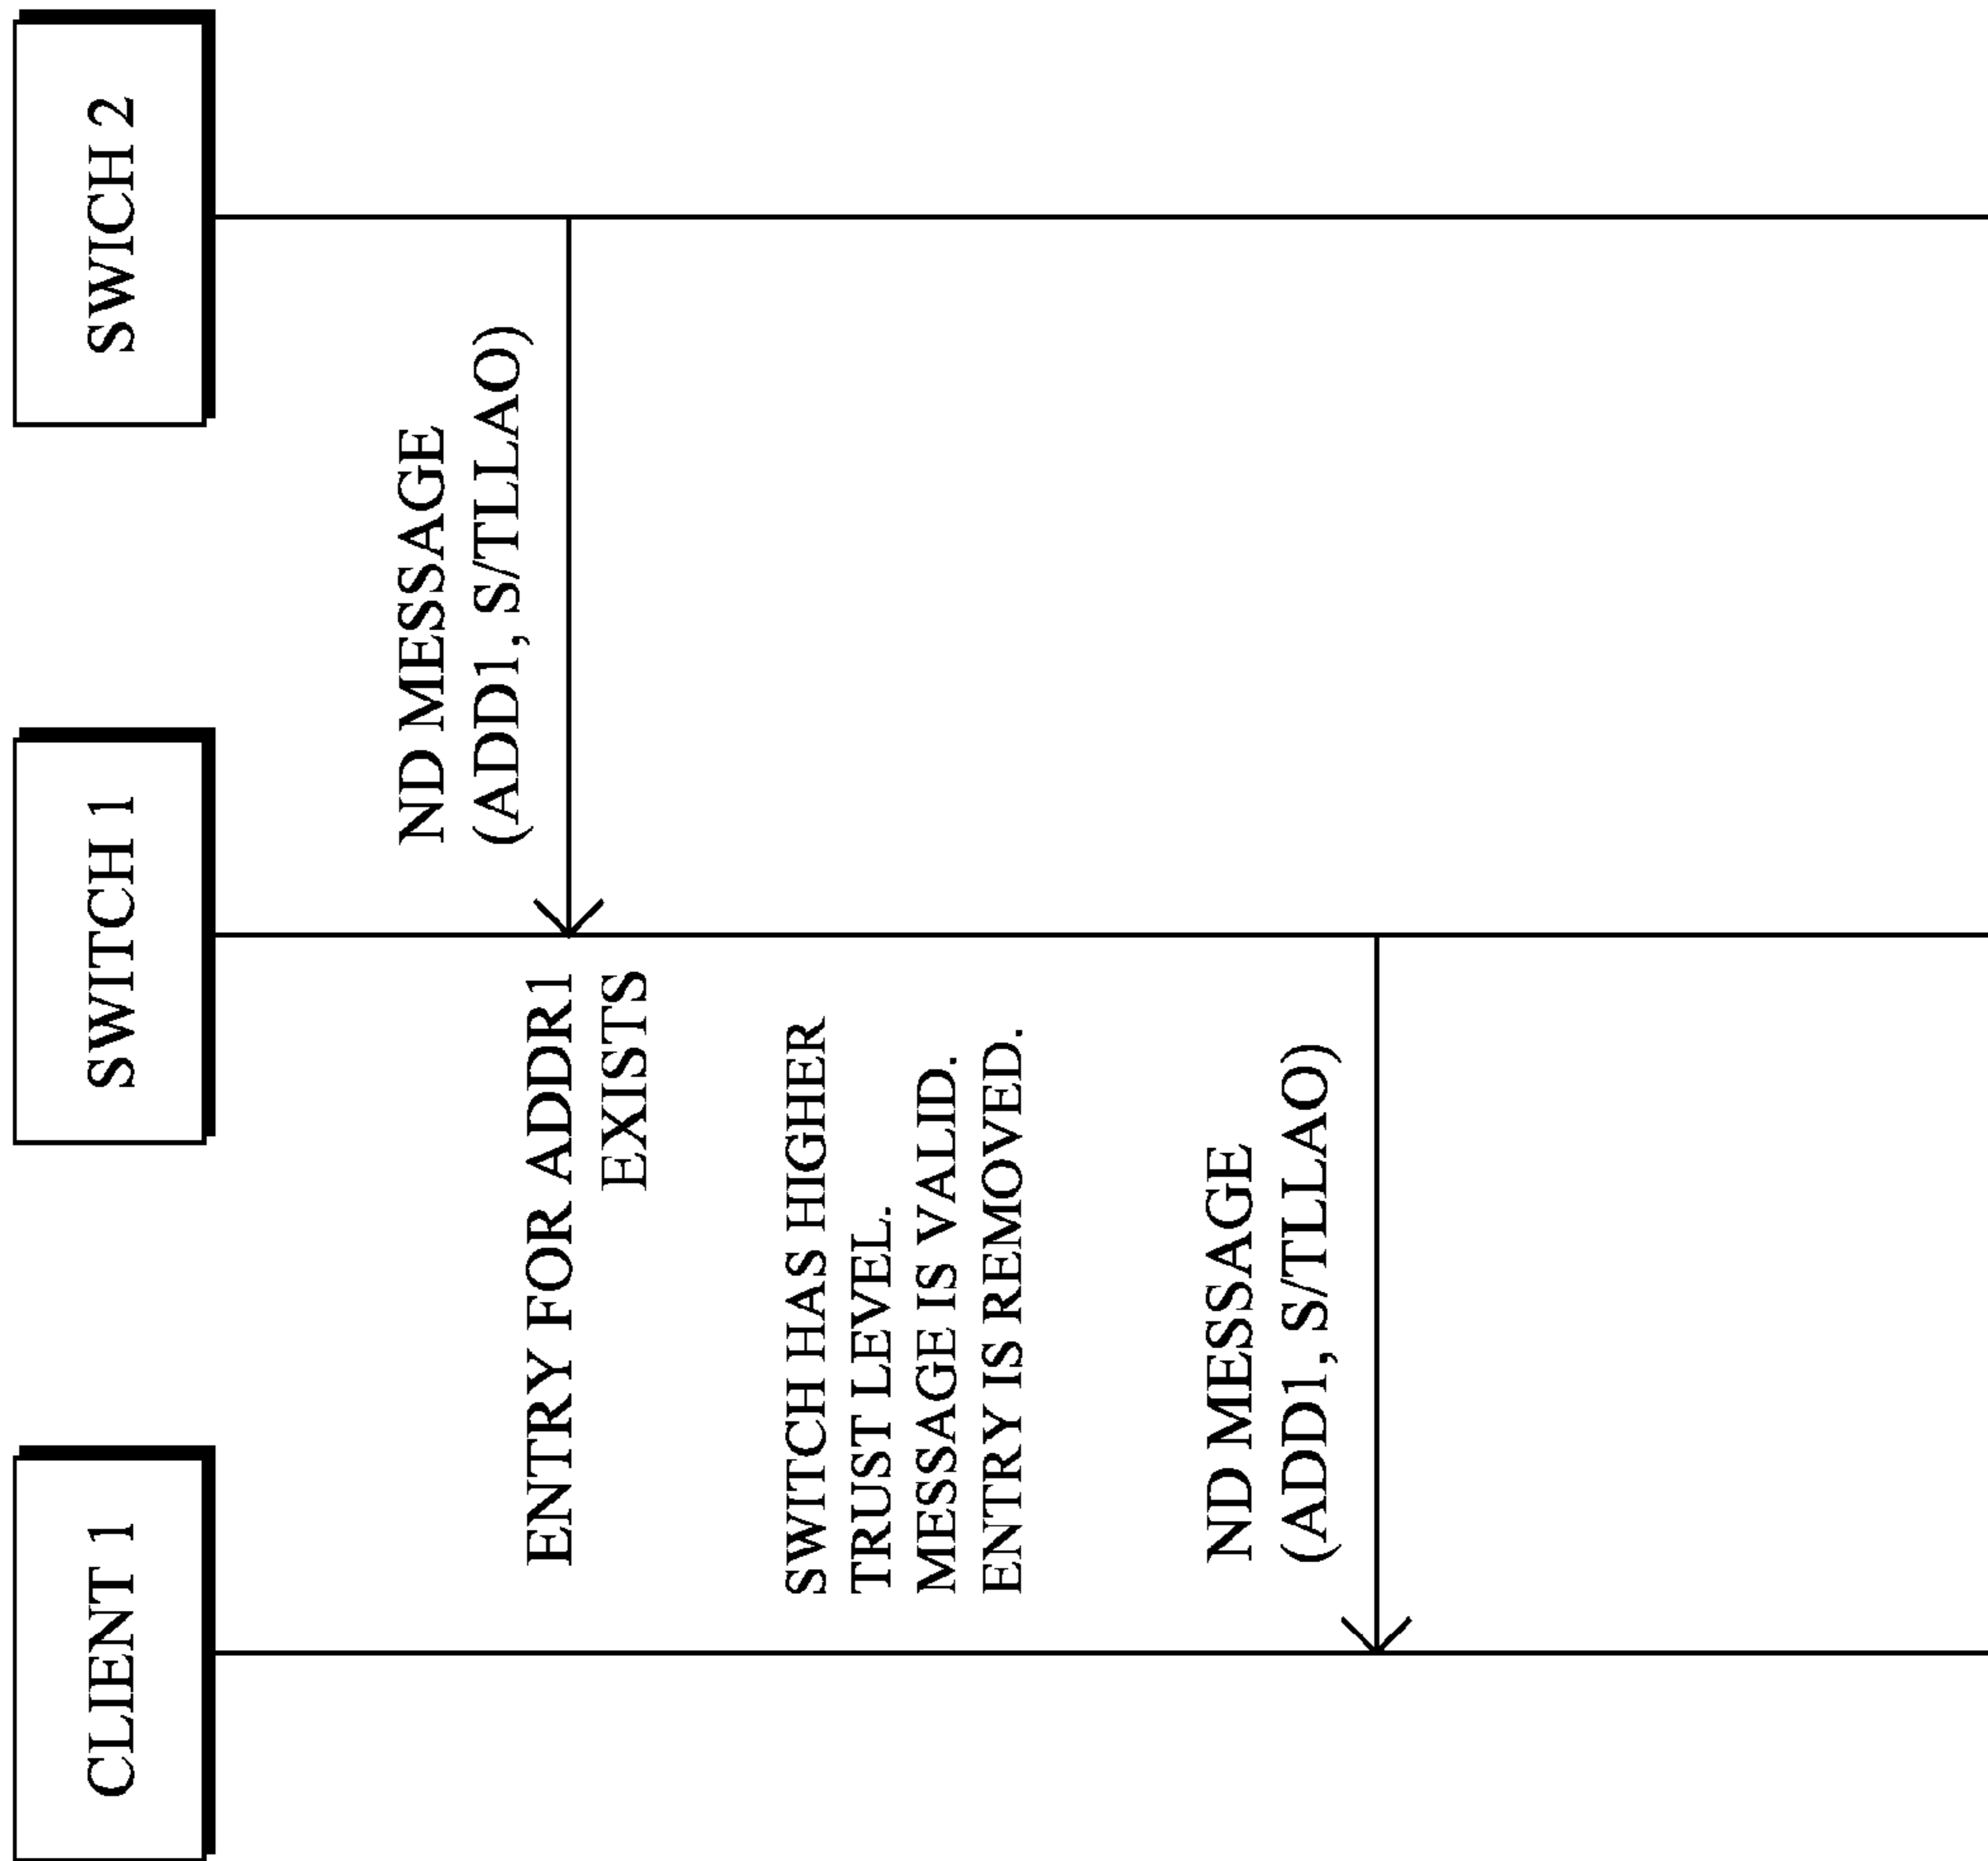 CLIENT 1
SWITCH 1
SWICH 2
ND MESSAGE
(ADD1, S/TLLAO)
ENTRY FOR ADDR1
EXISTS
SWITCH HAS HIGHER
TRUST LEVEL.
MESSAGE IS VALID.
ENTRY IS REMOVED.
ND MESSAGE
(ADD1, S/TLLAO)